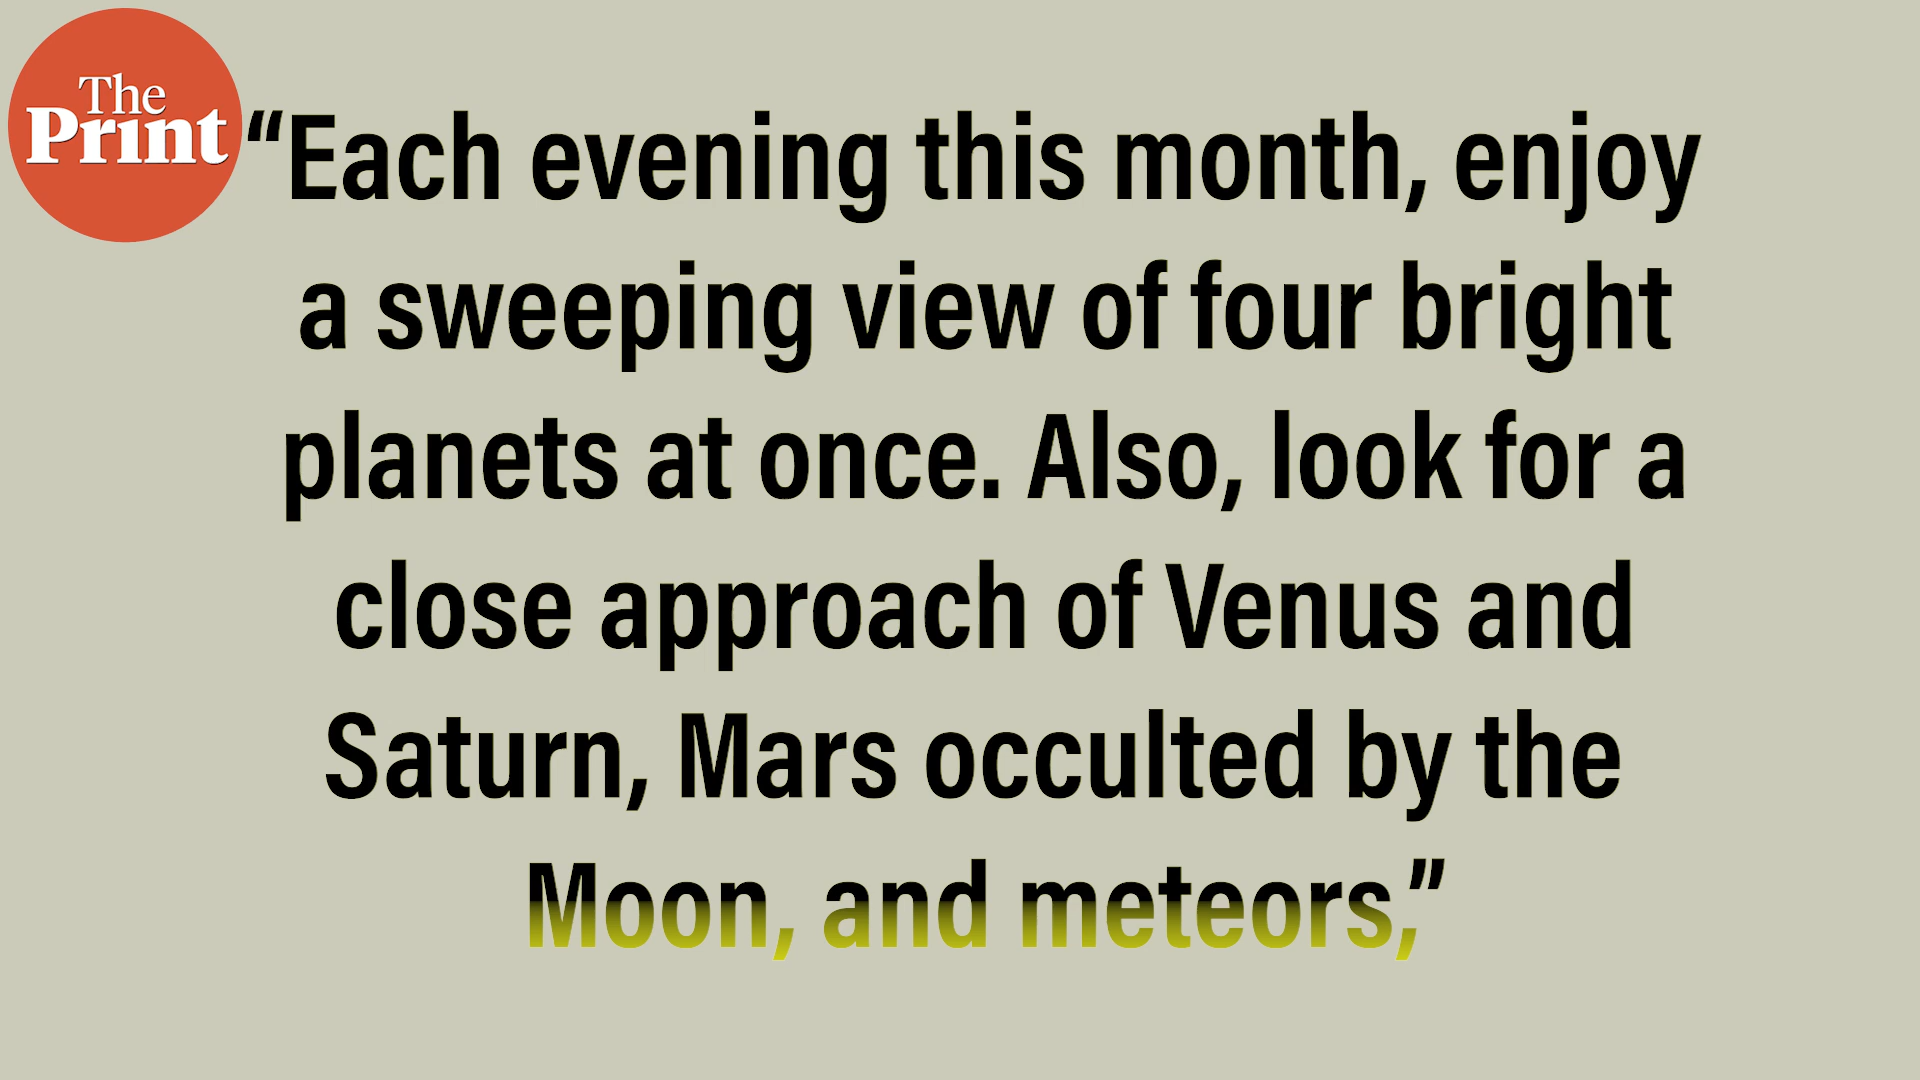 The
Print
“Each evening this month, enjoy
a sweeping view of four bright
planets at once. Also, look for a
close approach of Venus and
Saturn, Mars occulted by the
Moon, and meteors,”